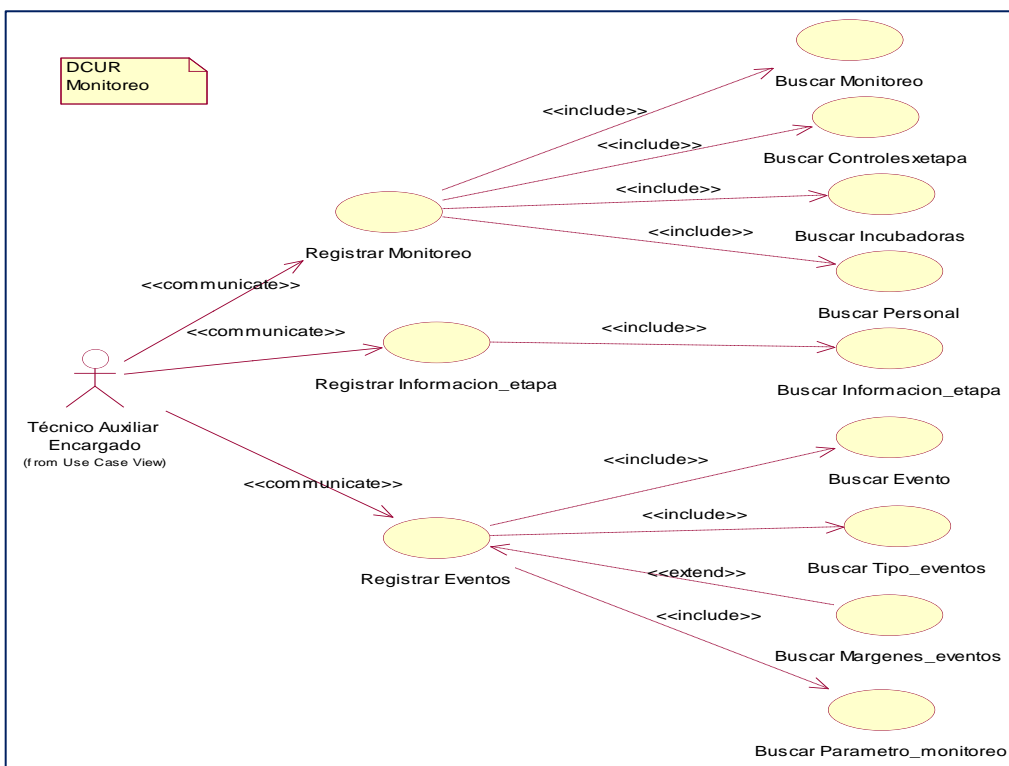 DCUR
Monitoreo
Buscar Monitoreo
<<include>>
<<include>>
Buscar Controlesxetapa
<<include>>
Buscar Incubadoras
<<include>>
Registrar Monitoreo
<<communicate>>
Buscar Personal
<<communicate>>
<<include>>
Registrar Informacion_etapa
Buscar Informacion_etapa
Técnico Auxiliar
Encargado
(from Use Case View)
<<include>>
Buscar Evento
<<communicate>>
<<include>>
Registrar Eventos
Buscar Tipo_eventos
<<extend>>
<<include>>
Buscar Margenes_eventos
Buscar Parametro_monitoreo